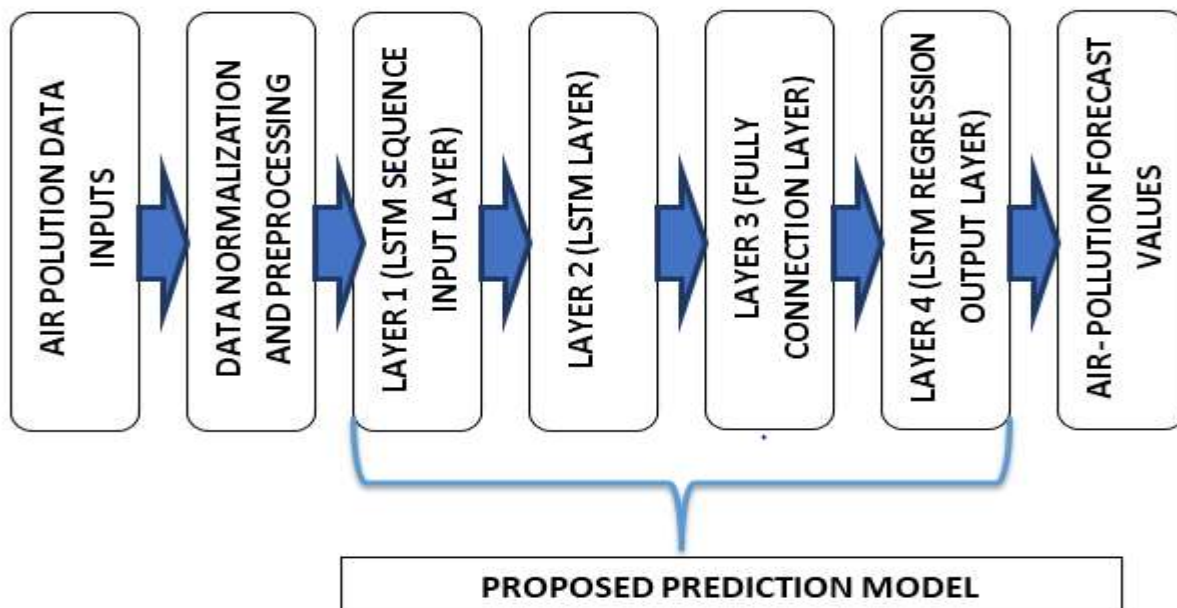 AIR POLUTION DATA
INPUTS
DATA NORMALIZATION
AND PREPROCESSING
LAYER 1 (LSTM SEQUENCE
INPUT LAYER)
LAYER 2 (LSTM LAYER)
LAYER 3 (FULLY
CONNECTION LAYER)
LAYER 4 (LSTM REGRESSION
OUTPUT LAYER)
AIR-POLLUTION FORECAST
VALUES
PROPOSED PREDICTION MODEL